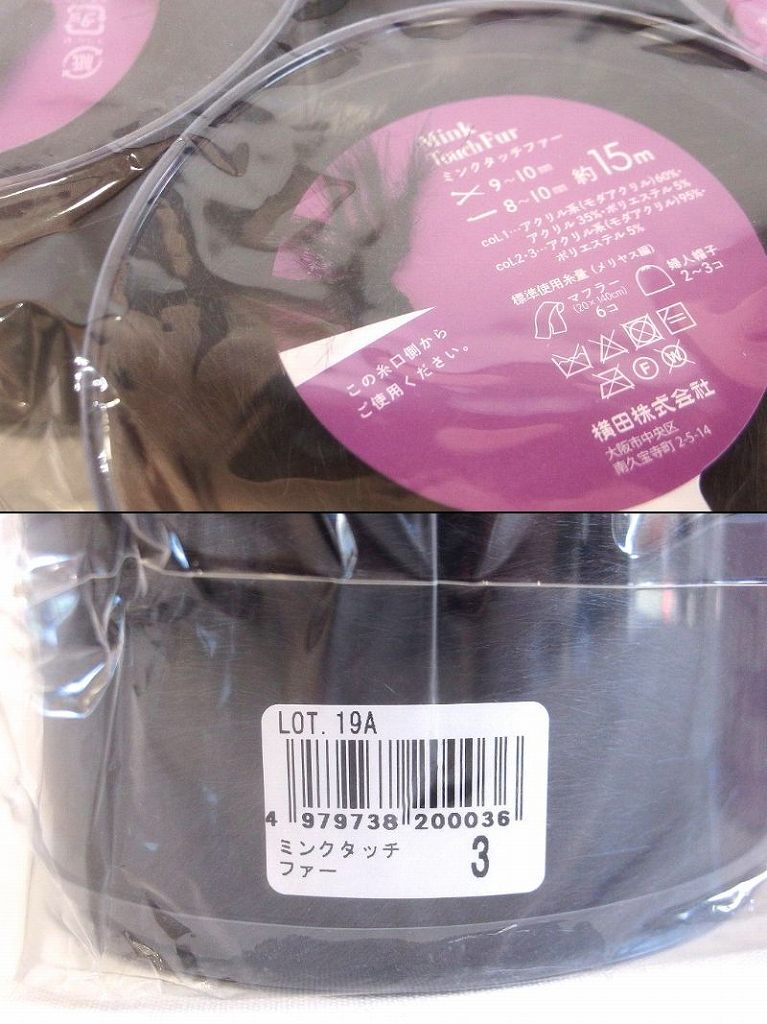 紙
Mink
Touch Fur
ミンクタッチファー
9〜10mm 約15m
8〜10mm
coL.1…アクリル系(モダアクリル)60%・
アクリル35%・ポリエステル5%
coL.2・3…アクリル系(モダアクリル)95%・
ポリエステル5%
標準使用糸量(メリヤス編)
マフラー
(20×140cm)
6コ
婦人帽子
2〜3コ
F W
この糸口側から
ご使用ください。
横田株式会社
大阪市中央区
南久宝寺町2-5-14
LOT. 19A
4 979738 200036
ミンクタッチ
ファー
3